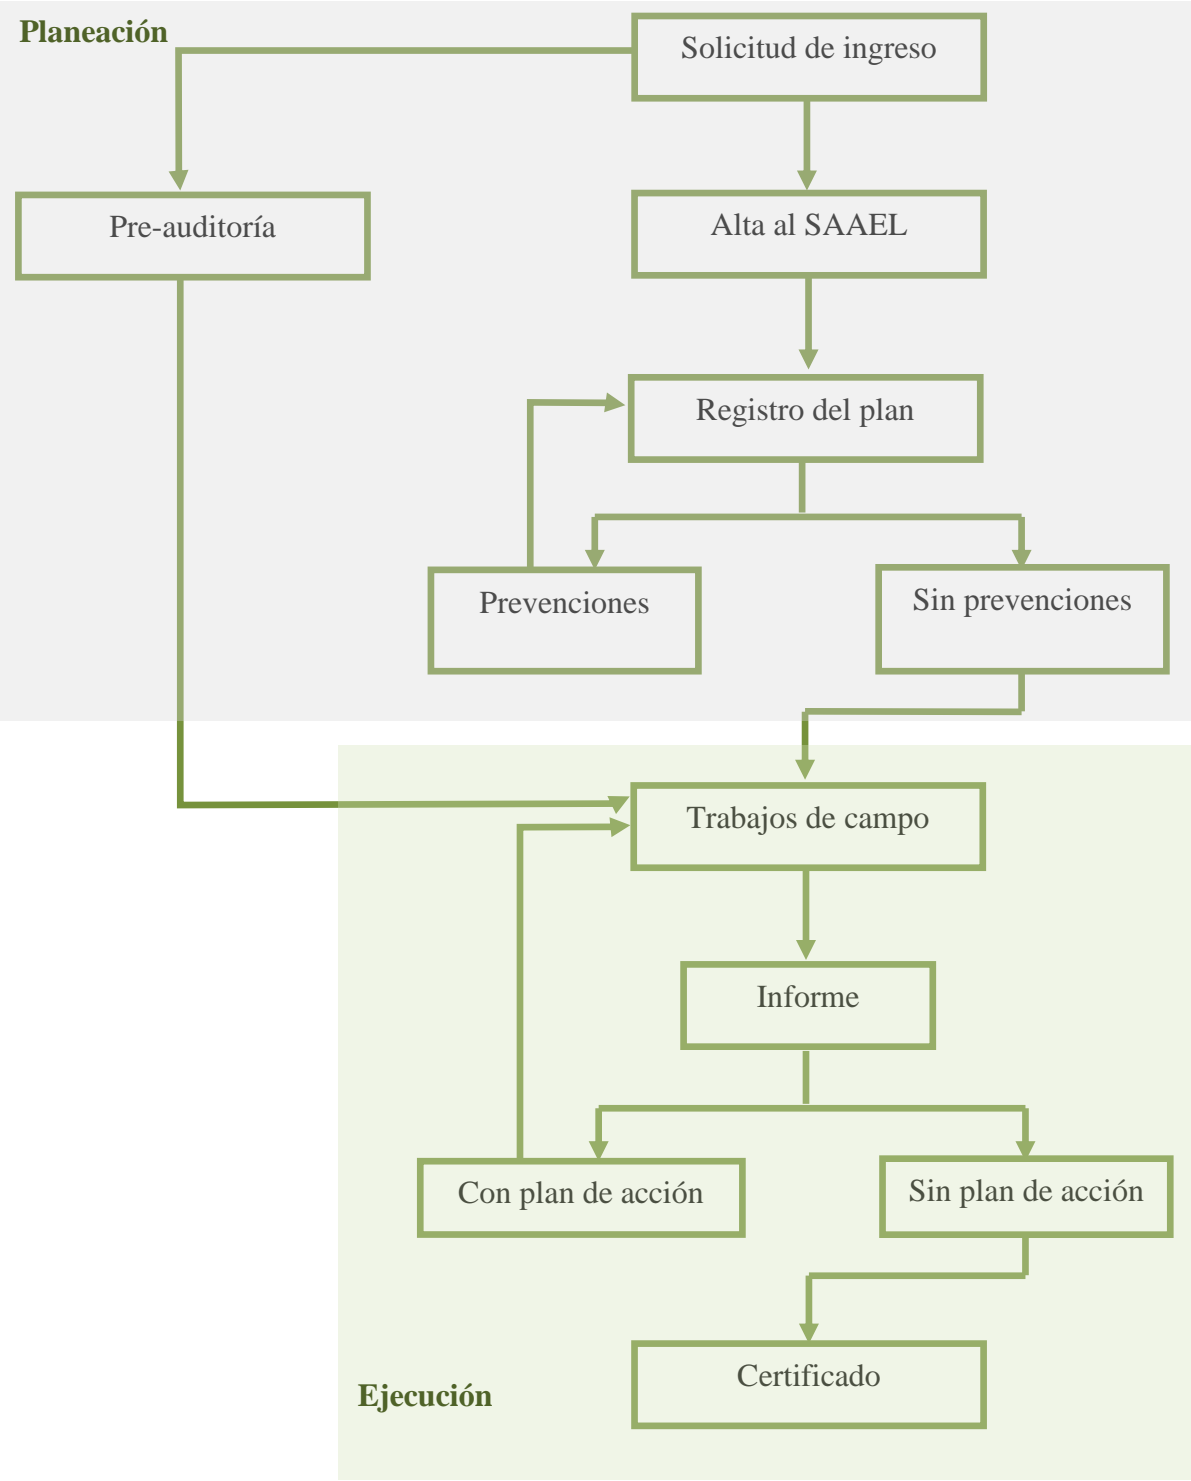 Planeación
Solicitud de ingreso
Pre-auditoría
Alta al SAAEL
Registro del plan
Prevenciones
Sin prevenciones
Trabajos de campo
Informe
Con plan de acción
Sin plan de acción
Certificado
Ejecución